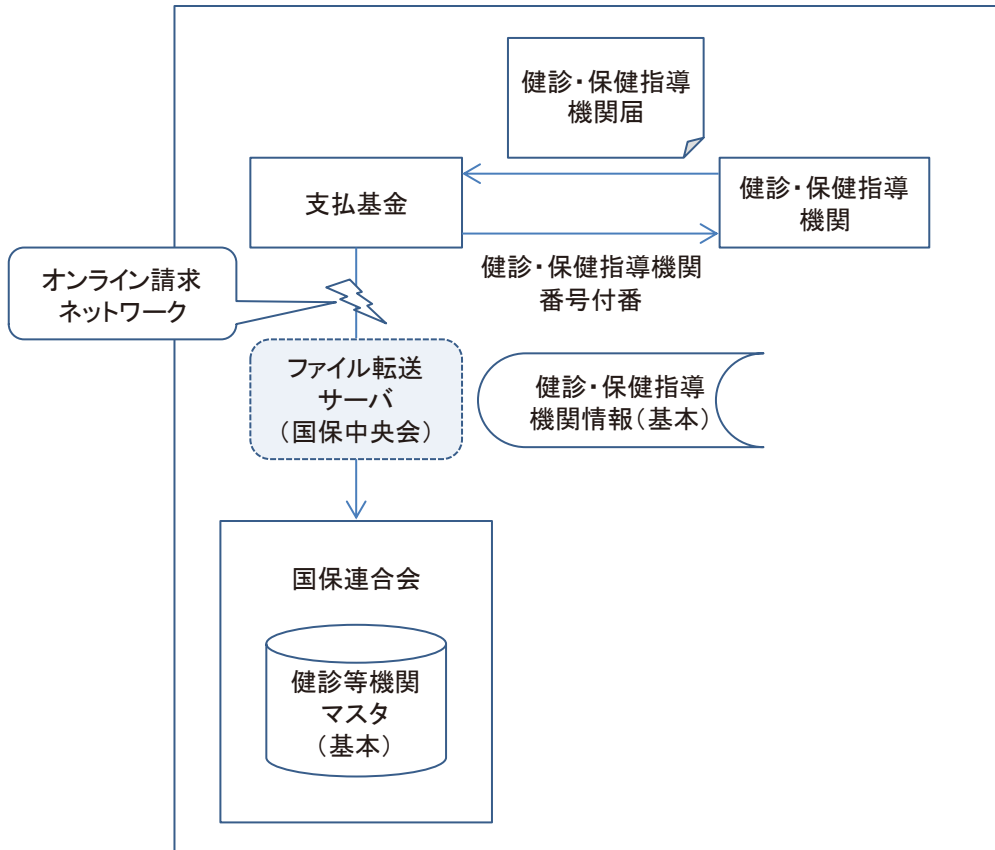 健診・保健指導
機関届
支払基金
健診・保健指導
機関
健診・保健指導機関
番号付番
オンライン請求
ネットワーク
ファイル転送
サーバ
（国保中央会）
健診・保健指導
機関情報（基本）
国保連合会
健診等機関
マスタ
（基本）